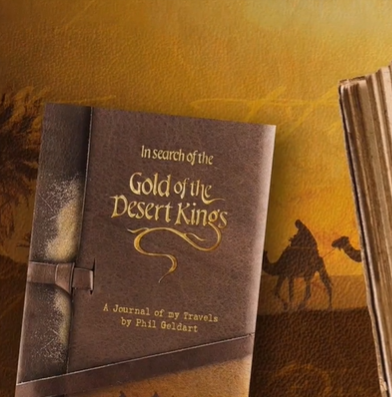 In search of the
Gold of the
Desert Kings
A Journal of my Travels
by Phil Geldart